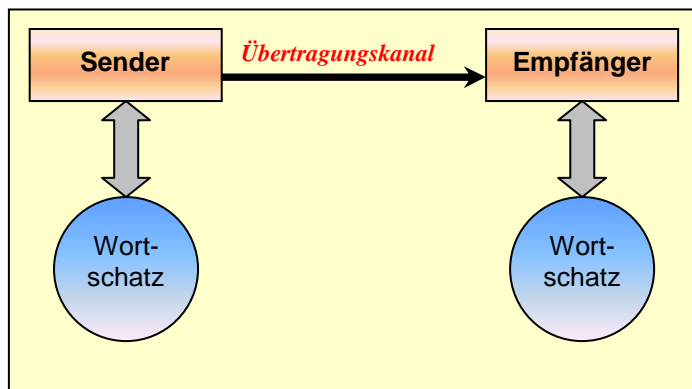 Sender
Übertragungskanal
Empfänger
Wort-
schatz
Wort-
schatz